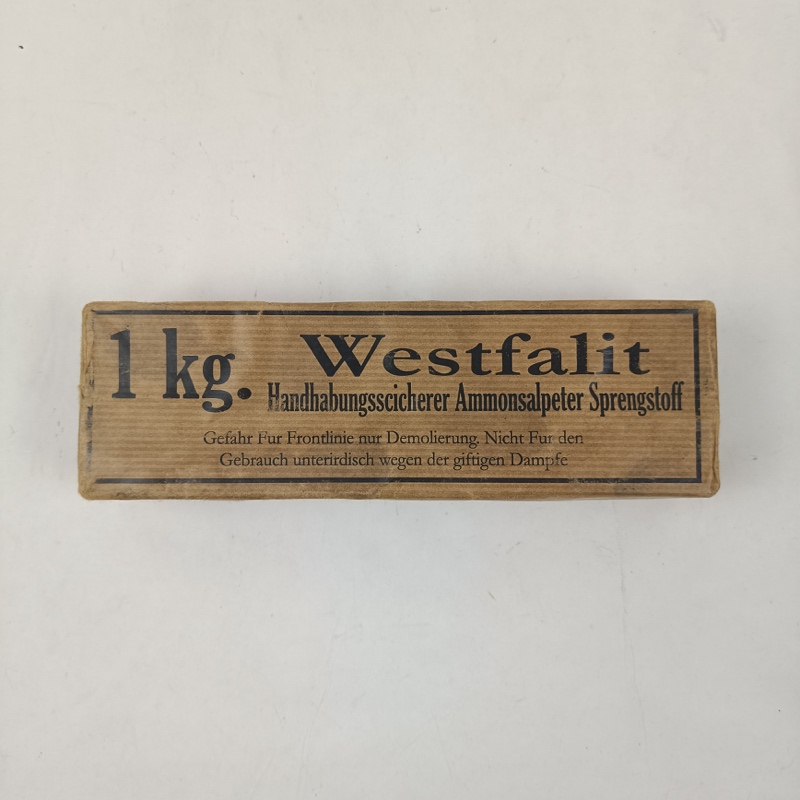 1 kg. Westfalit
Handhabungsscicherer Ammonsalpeter Sprengstoff
Gefahr Fur Frontlinie nur Demolierung. Nicht Fur den
Gebrauch unterirdisch wegen der giftigen Dampfe